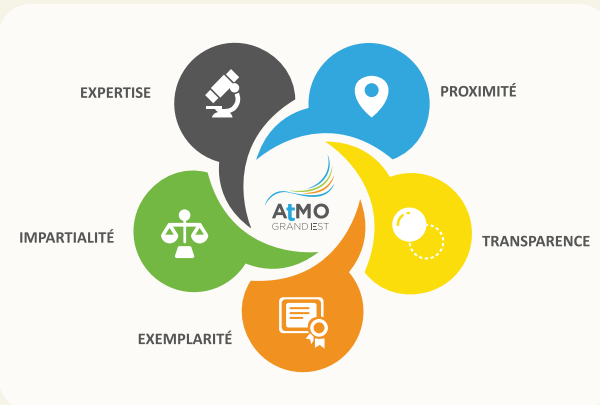 EXPERTISE
PROXIMITÉ
AtMO
GRAND EST
IMPARTIALITÉ
TRANSPARENCE
EXEMPLARITÉ